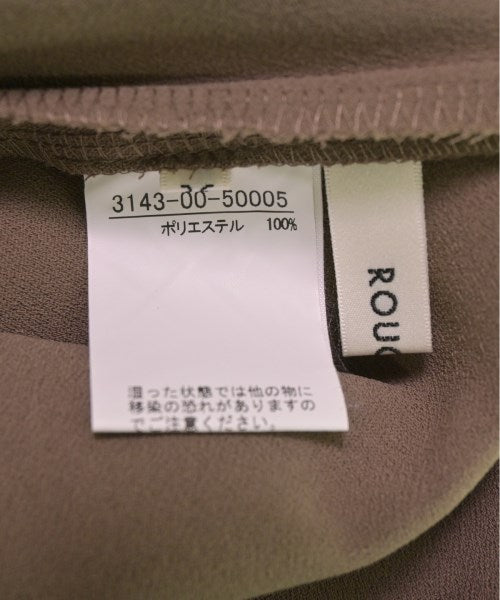 3143-00-50005
ポリエステル 100%
湿った状態では他の物に
移染の恐れがありますの
でご注意ください。
ROUG